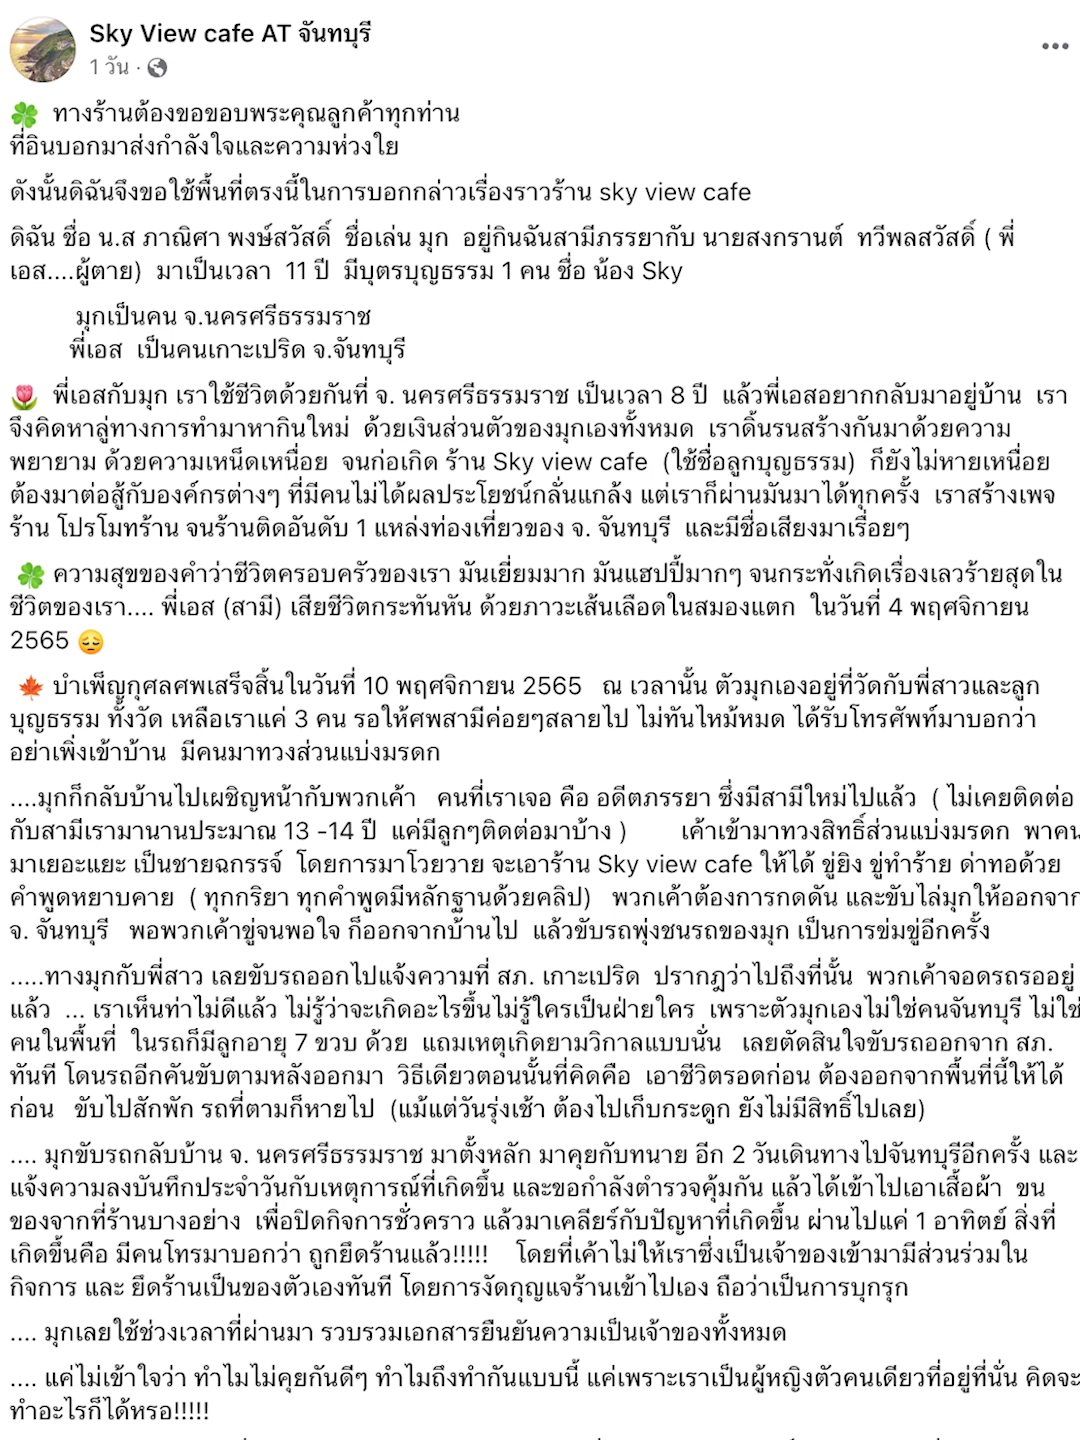 Sky View cafe AT จันทบุรี
1 วัน ·
🍀 ทางร้านต้องขอขอบพระคุณลูกค้าทุกท่าน
ที่อินบอกมาส่งกำลังใจและความห่วงใย
ดังนั้นดิฉันจึงขอใช้พื้นที่ตรงนี้ในการบอกกล่าวเรื่องราวร้าน sky view cafe
ดิฉัน ชื่อ น.ส ภาณิศา พงษ์สวัสดิ์ ชื่อเล่น มุก อยู่กินฉันสามีภรรยากับ นายสงกรานต์ ทวีพลสวัสดิ์ ( พี่
เอส....ผู้ตาย) มาเป็นเวลา 11 ปี มีบุตรบุญธรรม 1 คน ชื่อ น้อง Sky
มุกเป็นคน จ.นครศรีธรรมราช
พี่เอส เป็นคนเกาะเปริด จ.จันทบุรี
🌷 พี่เอสกับมุก เราใช้ชีวิตด้วยกันที่ จ. นครศรีธรรมราช เป็นเวลา 8 ปี แล้วพี่เอสอยากกลับมาอยู่บ้าน เรา
จึงคิดหาลู่ทางการทำมาหากินใหม่ ด้วยเงินส่วนตัวของมุกเองทั้งหมด เราดิ้นรนสร้างกันมาด้วยความ
พยายาม ด้วยความเหน็ดเหนื่อย จนก่อเกิด ร้าน Sky view cafe (ใช้ชื่อลูกบุญธรรม) ก็ยังไม่หายเหนื่อย
ต้องมาต่อสู้กับองค์กรต่างๆ ที่มีคนไม่ได้ผลประโยชน์กลั่นแกล้ง แต่เราก็ผ่านมันมาได้ทุกครั้ง เราสร้างเพจ
ร้าน โปรโมทร้าน จนร้านติดอันดับ 1 แหล่งท่องเที่ยวของ จ. จันทบุรี และมีชื่อเสียงมาเรื่อยๆ
🍀 ความสุขของคำว่าชีวิตครอบครัวของเรา มันเยี่ยมมาก มันแฮปปี้มากๆ จนกระทั่งเกิดเรื่องเลวร้ายสุดใน
ชีวิตของเรา.... พี่เอส (สามี) เสียชีวิตกระทันหัน ด้วยภาวะเส้นเลือดในสมองแตก ในวันที่ 4 พฤศจิกายน
2565 😔
🍁 บำเพ็ญกุศลศพเสร็จสิ้นในวันที่ 10 พฤศจิกายน 2565 ณ เวลานั้น ตัวมุกเองอยู่ที่วัดกับพี่สาวและลูก
บุญธรรม ทั้งวัด เหลือเราแค่ 3 คน รอให้ศพสามีค่อยๆสลายไป ไม่ทันไหม้หมด ได้รับโทรศัพท์มาบอกว่า
อย่าเพิ่งเข้าบ้าน มีคนมาทวงส่วนแบ่งมรดก
....มุกก็กลับบ้านไปเผชิญหน้ากับพวกเค้า คนที่เราเจอ คือ อดีตภรรยา ซึ่งมีสามีใหม่ไปแล้ว ( ไม่เคยติดต่อ
กับสามีเรามานานประมาณ 13 -14 ปี แค่มีลูกๆติดต่อมาบ้าง ) เค้าเข้ามาทวงสิทธิ์ส่วนแบ่งมรดก พาคน
มาเยอะแยะ เป็นชายฉกรรจ์ โดยการมาโวยวาย จะเอาร้าน Sky view cafe ให้ได้ ขู่ยิง ขู่ทำร้าย ด่าทอด้วย
คำพูดหยาบคาย ( ทุกกริยา ทุกคำพูดมีหลักฐานด้วยคลิป) พวกเค้าต้องการกดดัน และขับไล่มุกให้ออกจาก
จ. จันทบุรี พอพวกเค้าขู่จนพอใจ ก็ออกจากบ้านไป แล้วขับรถพุ่งชนรถของมุก เป็นการข่มขู่อีกครั้ง
.....ทางมุกกับพี่สาว เลยขับรถออกไปแจ้งความที่ สภ. เกาะเปริด ปรากฎว่าไปถึงที่นั้น พวกเค้าจอดรถรออยู่
แล้ว ... เราเห็นท่าไม่ดีแล้ว ไม่รู้ว่าจะเกิดอะไรขึ้นไม่รู้ใครเป็นฝ่ายใคร เพราะตัวมุกเองไม่ใช่คนจันทบุรี ไม่ใช่
คนในพื้นที่ ในรถก็มีลูกอายุ 7 ขวบ ด้วย แถมเหตุเกิดยามวิกาลแบบนั่น เลยตัดสินใจขับรถออกจาก สภ.
ทันที โดนรถอีกคันขับตามหลังออกมา วิธีเดียวตอนนั้นที่คิดคือ เอาชีวิตรอดก่อน ต้องออกจากพื้นที่นี้ให้ได้
ก่อน ขับไปสักพัก รถที่ตามก็หายไป (แม้แต่วันรุ่งเช้า ต้องไปเก็บกระดูก ยังไม่มีสิทธิ์ไปเลย)
.... มุกขับรถกลับบ้าน จ. นครศรีธรรมราช มาตั้งหลัก มาคุยกับทนาย อีก 2 วันเดินทางไปจันทบุรีอีกครั้ง และ
แจ้งความลงบันทึกประจำวันกับเหตุการณ์ที่เกิดขึ้น และขอกำลังตำรวจคุ้มกัน แล้วได้เข้าไปเอาเสื้อผ้า ขน
ของจากที่ร้านบางอย่าง เพื่อปิดกิจการชั่วคราว แล้วมาเคลียร์กับปัญหาที่เกิดขึ้น ผ่านไปแค่ 1 อาทิตย์ สิ่งที่
เกิดขึ้นคือ มีคนโทรมาบอกว่า ถูกยึดร้านแล้ว!!!!! โดยที่เค้าไม่ให้เราซึ่งเป็นเจ้าของเข้ามามีส่วนร่วมใน
กิจการ และ ยึดร้านเป็นของตัวเองทันที โดยการงัดกุญแจร้านเข้าไปเอง ถือว่าเป็นการบุกรุก
.... มุกเลยใช้ช่วงเวลาที่ผ่านมา รวบรวมเอกสารยืนยันความเป็นเจ้าของทั้งหมด
.... แค่ไม่เข้าใจว่า ทำไมไม่คุยกันดีๆ ทำไมถึงทำกันแบบนี้ แค่เพราะเราเป็นผู้หญิงตัวคนเดียวที่อยู่ที่นั่น คิดจะ
ทำอะไรก็ได้หรอ!!!!!